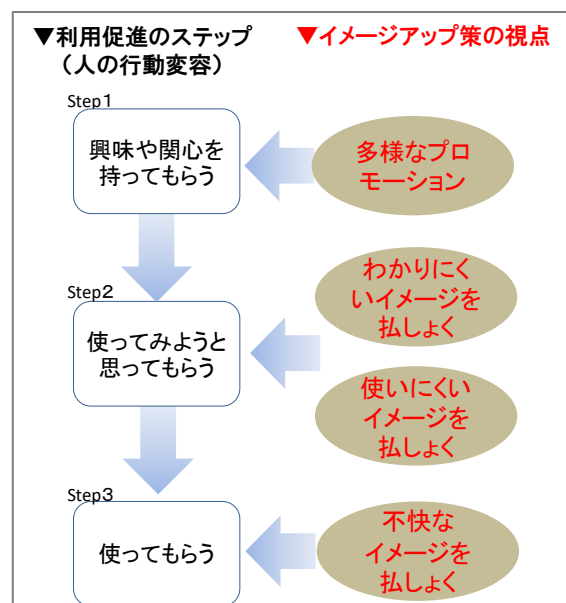 ▼利用促進のステップ
（人の行動変容）
▼イメージアップ策の視点
Step１
興味や関心を
持ってもらう
多様なプロ
モーション
Step２
使ってみようと
思ってもらう
わかりにく
いイメージを
払しょく
使いにくい
イメージを
払しょく
Step３
使ってもらう
不快な
イメージを
払しょく